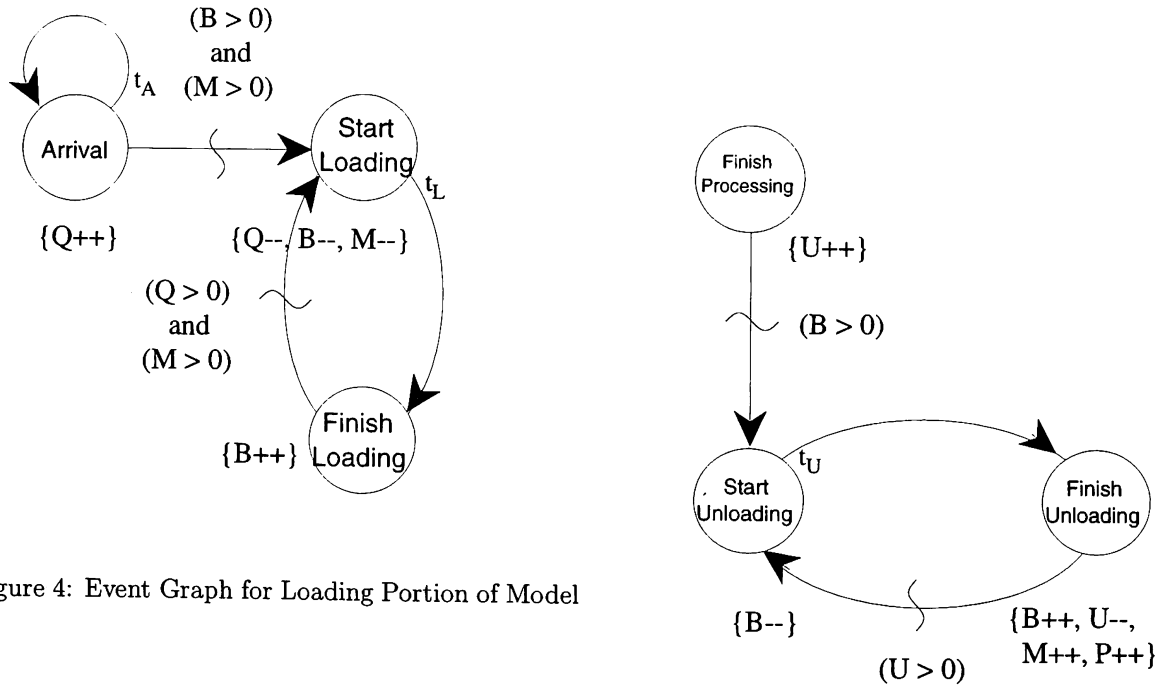 (B > 0)
and
(M > 0)
t_A
Arrival
{Q++}
Start
Loading
t_L
{Q--, B--, M--}
(Q > 0)
and
(M > 0)
Finish
Loading
{B++}
gure 4: Event Graph for Loading Portion of Model
Finish
Processing
{U++}
(B > 0)
Start
Unloading
t_U
Finish
Unloading
{B--}
(U > 0)
{B++, U--,
M++, P++}